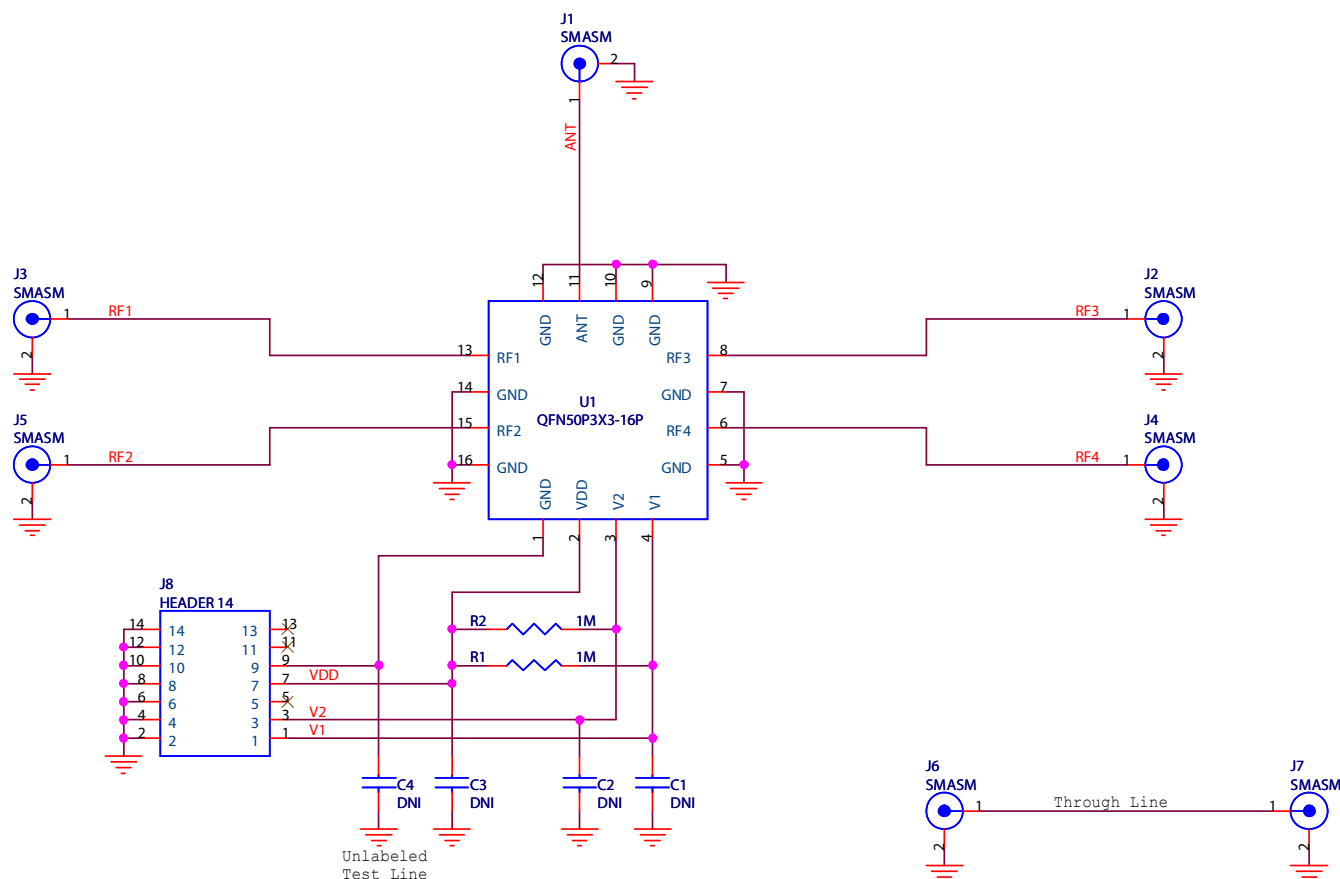 J1
SMASM
2
1
ANT
J3
SMASM
1
RF1
2
J5
SMASM
1
RF2
2
J2
SMASM
1
RF3
2
J4
SMASM
1
RF4
2
12
11
10
9
GND
ANT
GND
GND
13
RF1
14
GND
15
RF2
16
GND
U1
QFN50P3X3-16P
RF3
8
GND
7
RF4
6
GND
5
GND
VDD
V2
V1
1
2
3
4
J8
HEADER 14
14 14 13 13
12 12 11 11
10 10 9 9
8 8 7 7
6 6 5 5
4 4 3 3
2 2 1 1
VDD
V2
V1
R2 1M
R1 1M
C4
DNI
C3
DNI
C2
DNI
C1
DNI
Unlabeled
Test Line
J6
SMASM
1
2
Through Line
J7
SMASM
1
2